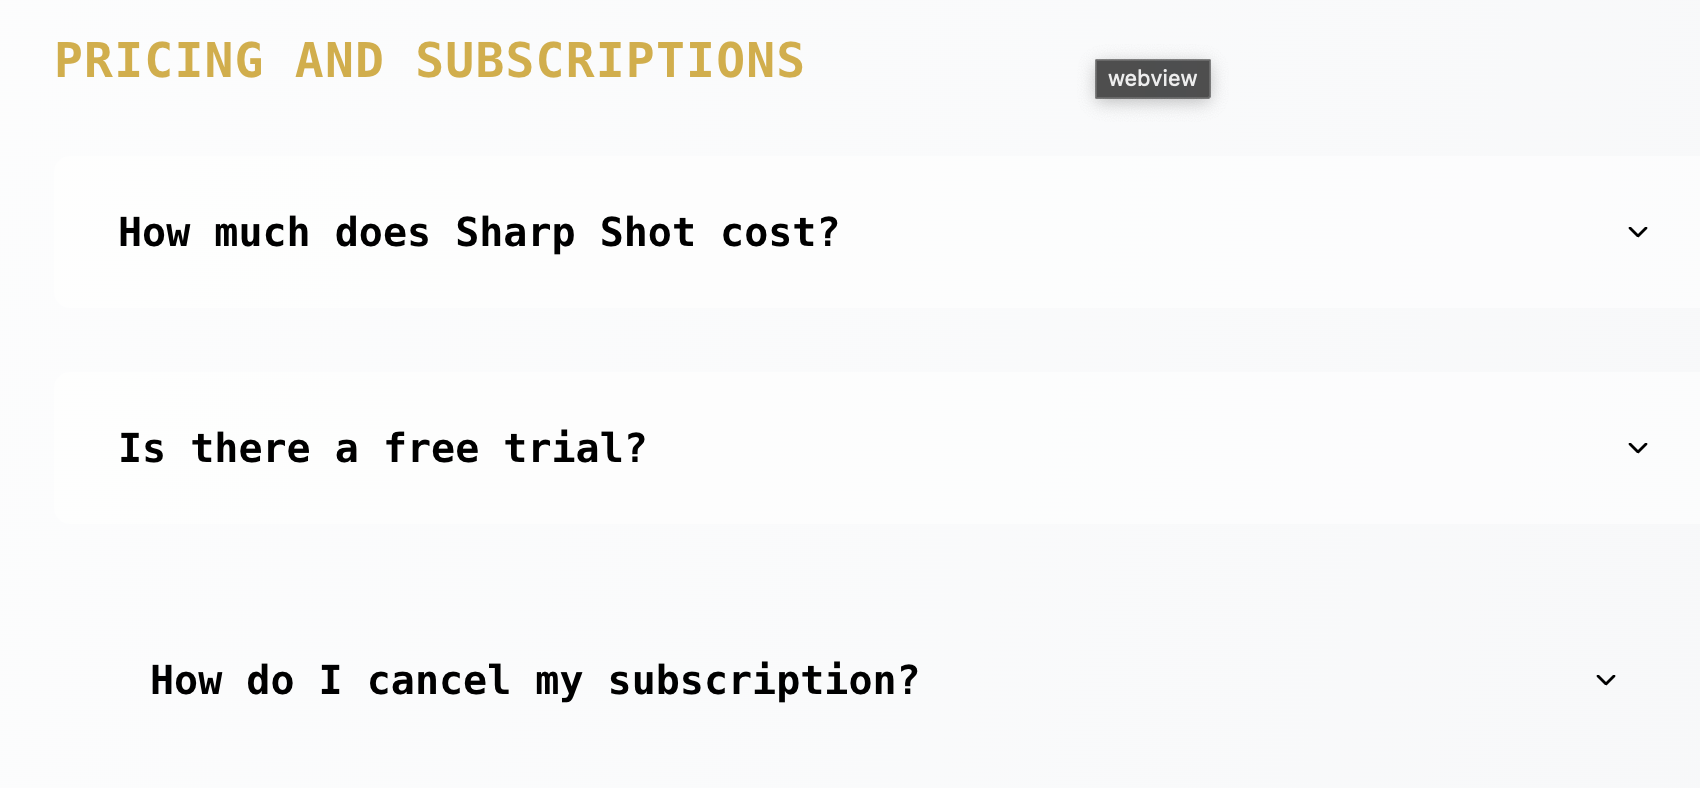 PRICING AND SUBSCRIPTIONS
webview
How much does Sharp Shot cost?
Is there a free trial?
How do I cancel my subscription?